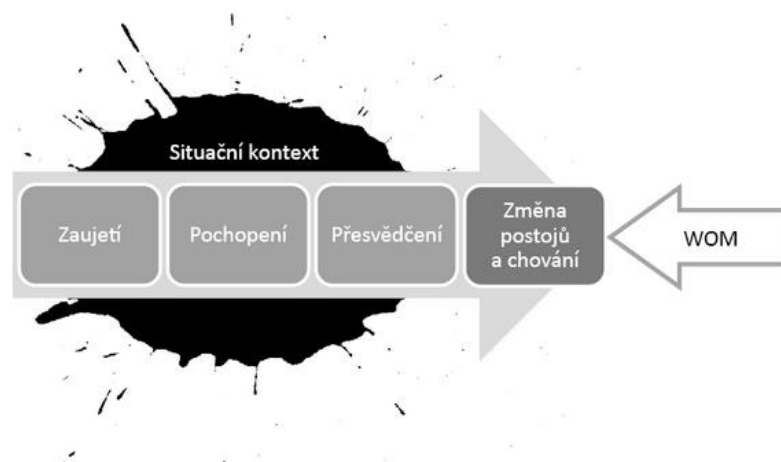 Situační kontext
Zaujetí
Pochopení
Přesvědčení
Změna
postojů
a chování
WOM